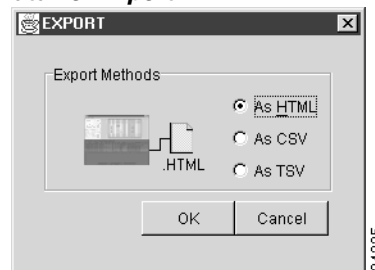 EXPORT
Export Methods
As HTML
As CSV
.HTML
As TSV
OK
Cancel